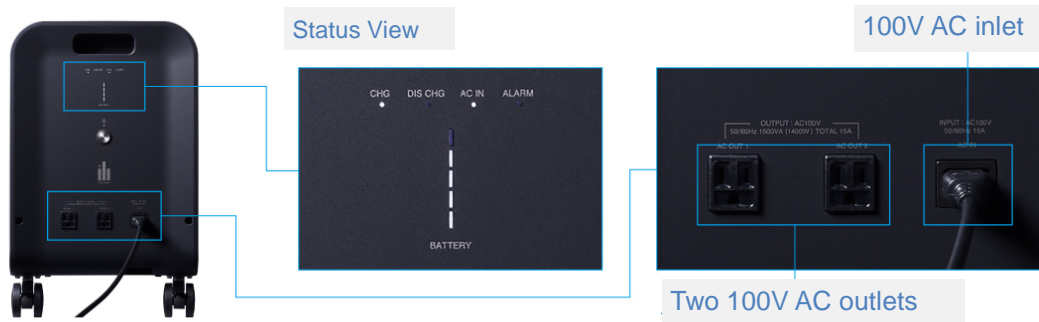 Status View
100V AC inlet
CHG DIS CHG AC IN ALARM
BATTERY
OUTPUT : AC100V
50/60Hz 1500VA (1400W) TOTAL 15A
AC OUT 1 AC OUT 2
INPUT : AC100V
50/60Hz 15A
AC IN
Two 100V AC outlets